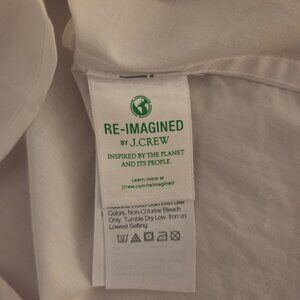 RE-IMAGINED
BY J.CREW
INSPIRED BY THE PLANET
AND ITS PEOPLE.
Learn more at
jcrew.com/reimagined
Colors, Non-Chlorine Bleach
Only, Tumble Dry Low, Iron on
Lowest Setting.